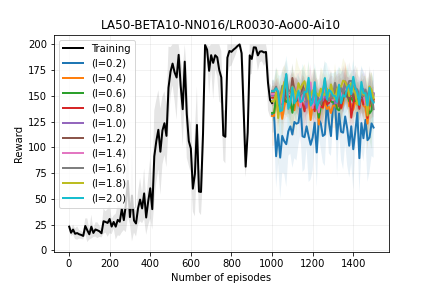 LA50-BETA10-NN016/LR0030-Ao00-Ai10
Reward
200
175
150
125
100
75
50
25
0
Training
(l=0.2)
(l=0.4)
(l=0.6)
(l=0.8)
(l=1.0)
(l=1.2)
(l=1.4)
(l=1.6)
(l=1.8)
(l=2.0)
0 200 400 600 800 1000 1200 1400
Number of episodes